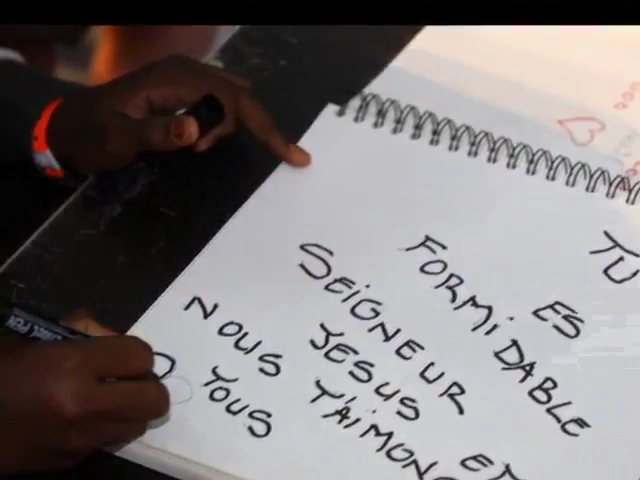 TU
ES
FORMiDABLE
SEiGNEUR
JESUS ET
NOUS T'AiMONS
TOUS